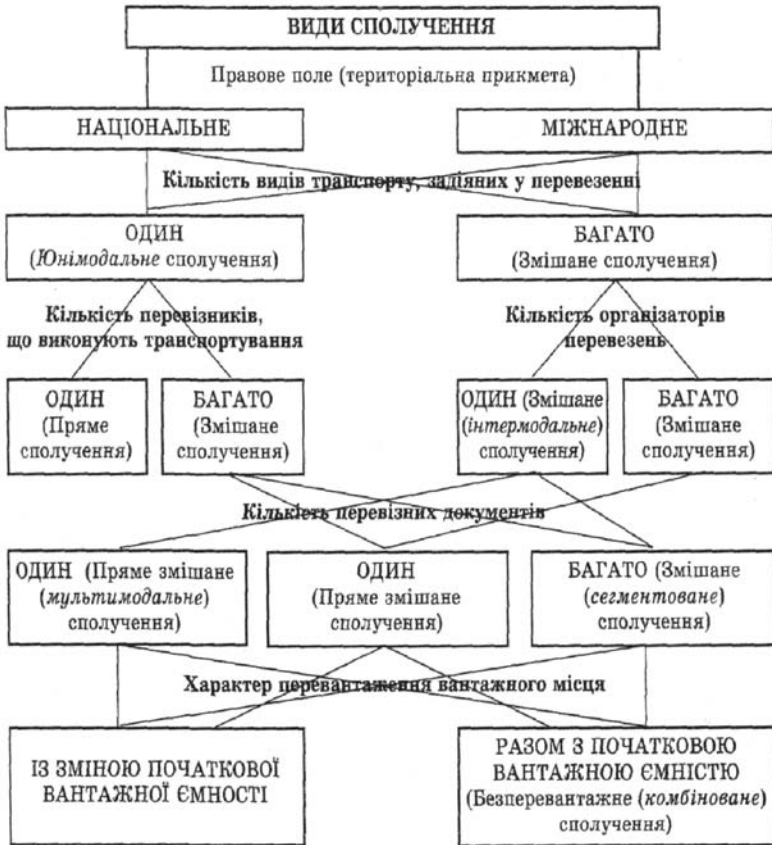 ВИДИ СПОЛУЧЕННЯ
Правове поле (територіальна прикмета)
НАЦІОНАЛЬНЕ
МІЖНАРОДНЕ
Кількість видів транспорту, задіяних у перевезенні
ОДИН
(Юнімодальне сполучення)
БАГАТО
(Змішане сполучення)
Кількість перевізників,
що виконують транспортування
Кількість організаторів
перевезень
ОДИН
(Пряме
сполучення)
БАГАТО
(Змішане
сполучення)
ОДИН (Змішане
(інтермодальне)
сполучення)
БАГАТО
(Змішане
сполучення)
Кількість перевізних документів
ОДИН (Пряме змішане
(мультимодальне)
сполучення)
ОДИН
(Пряме змішане
сполучення)
БАГАТО (Змішане
(сегментоване)
сполучення)
Характер перевантаження вантажного місця
ІЗ ЗМІНОЮ ПОЧАТКОВОЇ
ВАНТАЖНОЇ ЄМНОСТІ
РАЗОМ З ПОЧАТКОВОЮ
ВАНТАЖНОЮ ЄМНІСТЮ
(Безперевантажне (комбіноване)
сполучення)